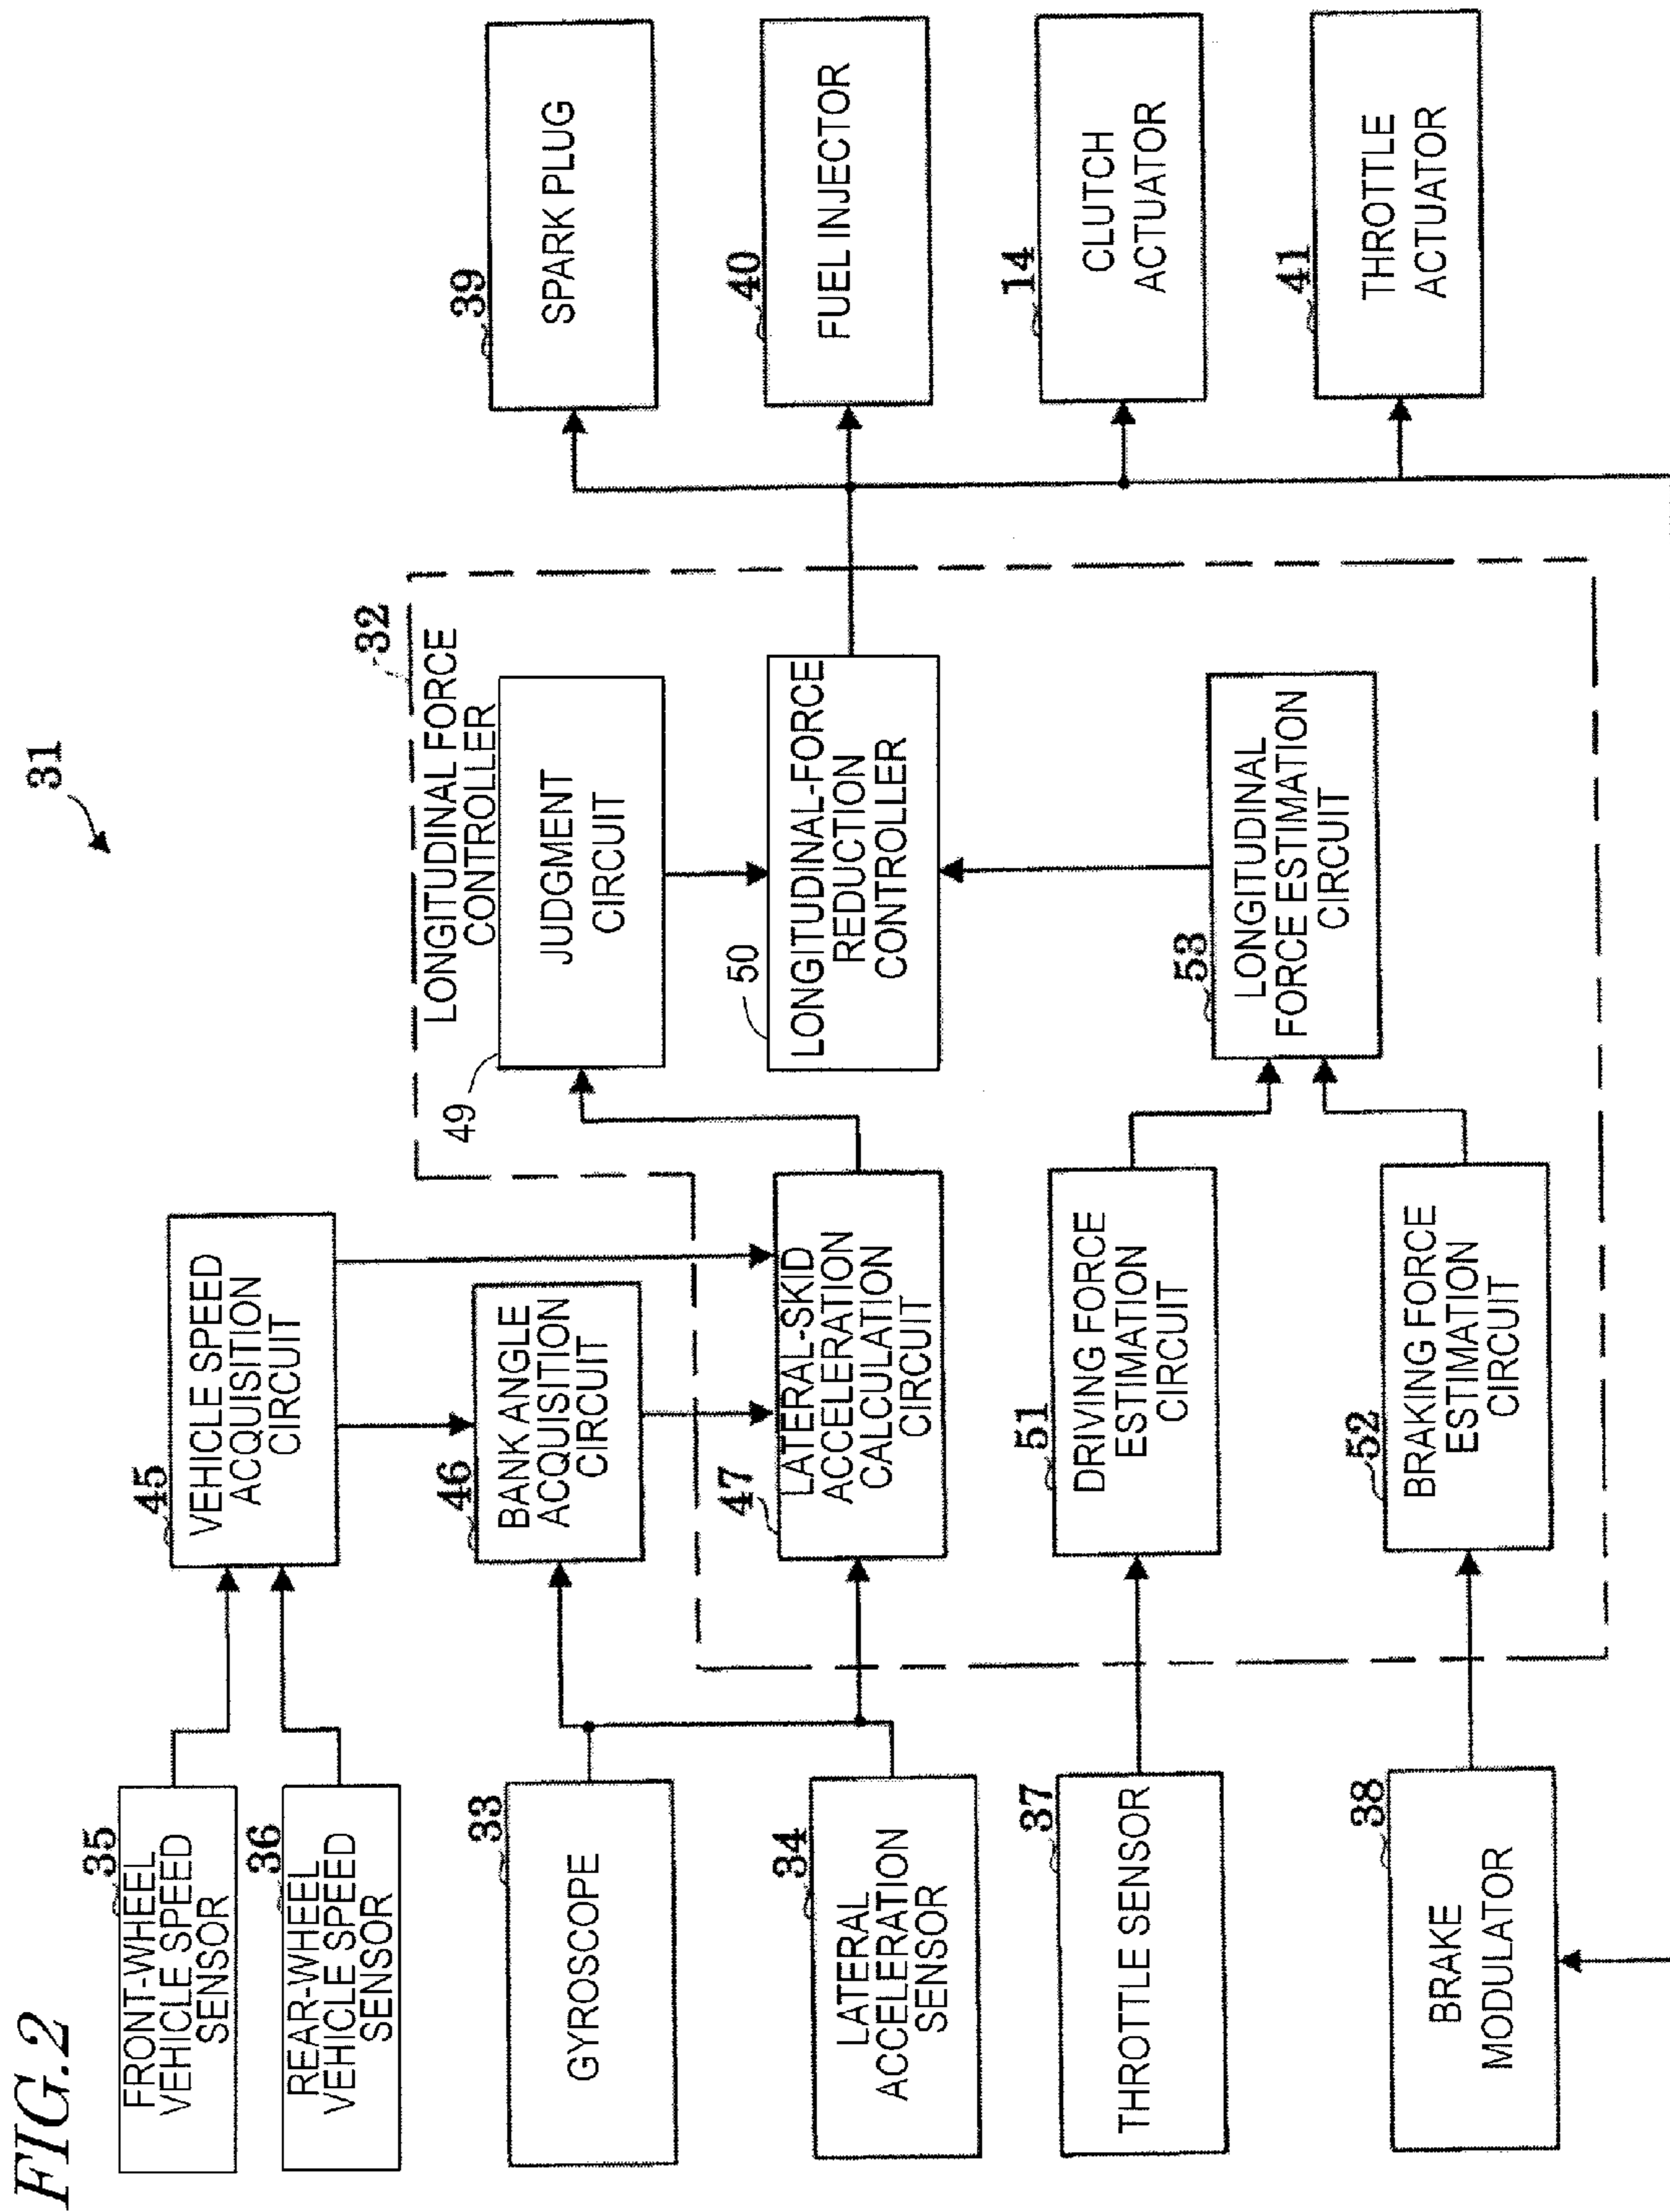 FIG.2
31
35
FRONT-WHEEL
VEHICLE SPEED
SENSOR
36
REAR-WHEEL
VEHICLE SPEED
SENSOR
33
GYROSCOPE
34
LATERAL
ACCELERATION
SENSOR
37
THROTTLE SENSOR
38
BRAKE
MODULATOR
45
VEHICLE SPEED
ACQUISITION
CIRCUIT
46
BANK ANGLE
ACQUISITION
CIRCUIT
47
LATERAL-SKID
ACCELERATION
CALCULATION
CIRCUIT
51
DRIVING FORCE
ESTIMATION
CIRCUIT
52
BRAKING FORCE
ESTIMATION
CIRCUIT
32
LONGITUDINAL FORCE
CONTROLLER
49
JUDGMENT
CIRCUIT
50
LONGITUDINAL-FORCE
REDUCTION
CONTROLLER
53
LONGITUDINAL
FORCE ESTIMATION
CIRCUIT
39
SPARK PLUG
40
FUEL INJECTOR
14
CLUTCH
ACTUATOR
41
THROTTLE
ACTUATOR